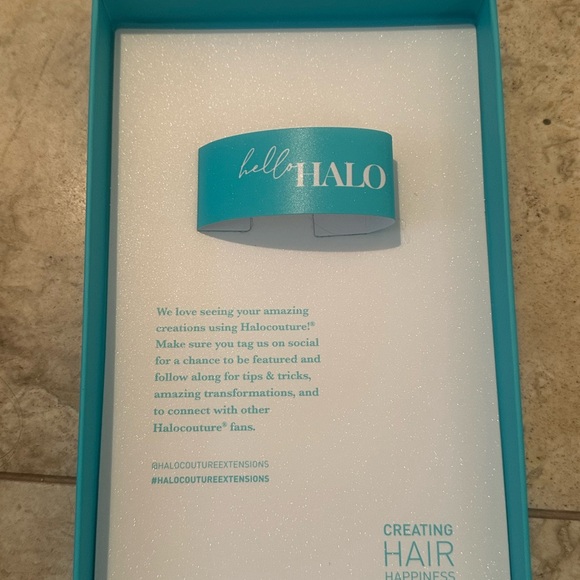 hello HALO
We love seeing your amazing
creations using Halocouture!®
Make sure you tag us on social
for a chance to be featured and
follow along for tips & tricks,
amazing transformations, and
to connect with other
Halocouture® fans.
@HALOCOUTUREEXTENSIONS
#HALOCOUTUREEXTENSIONS
CREATING
HAIR
HAPPINESS